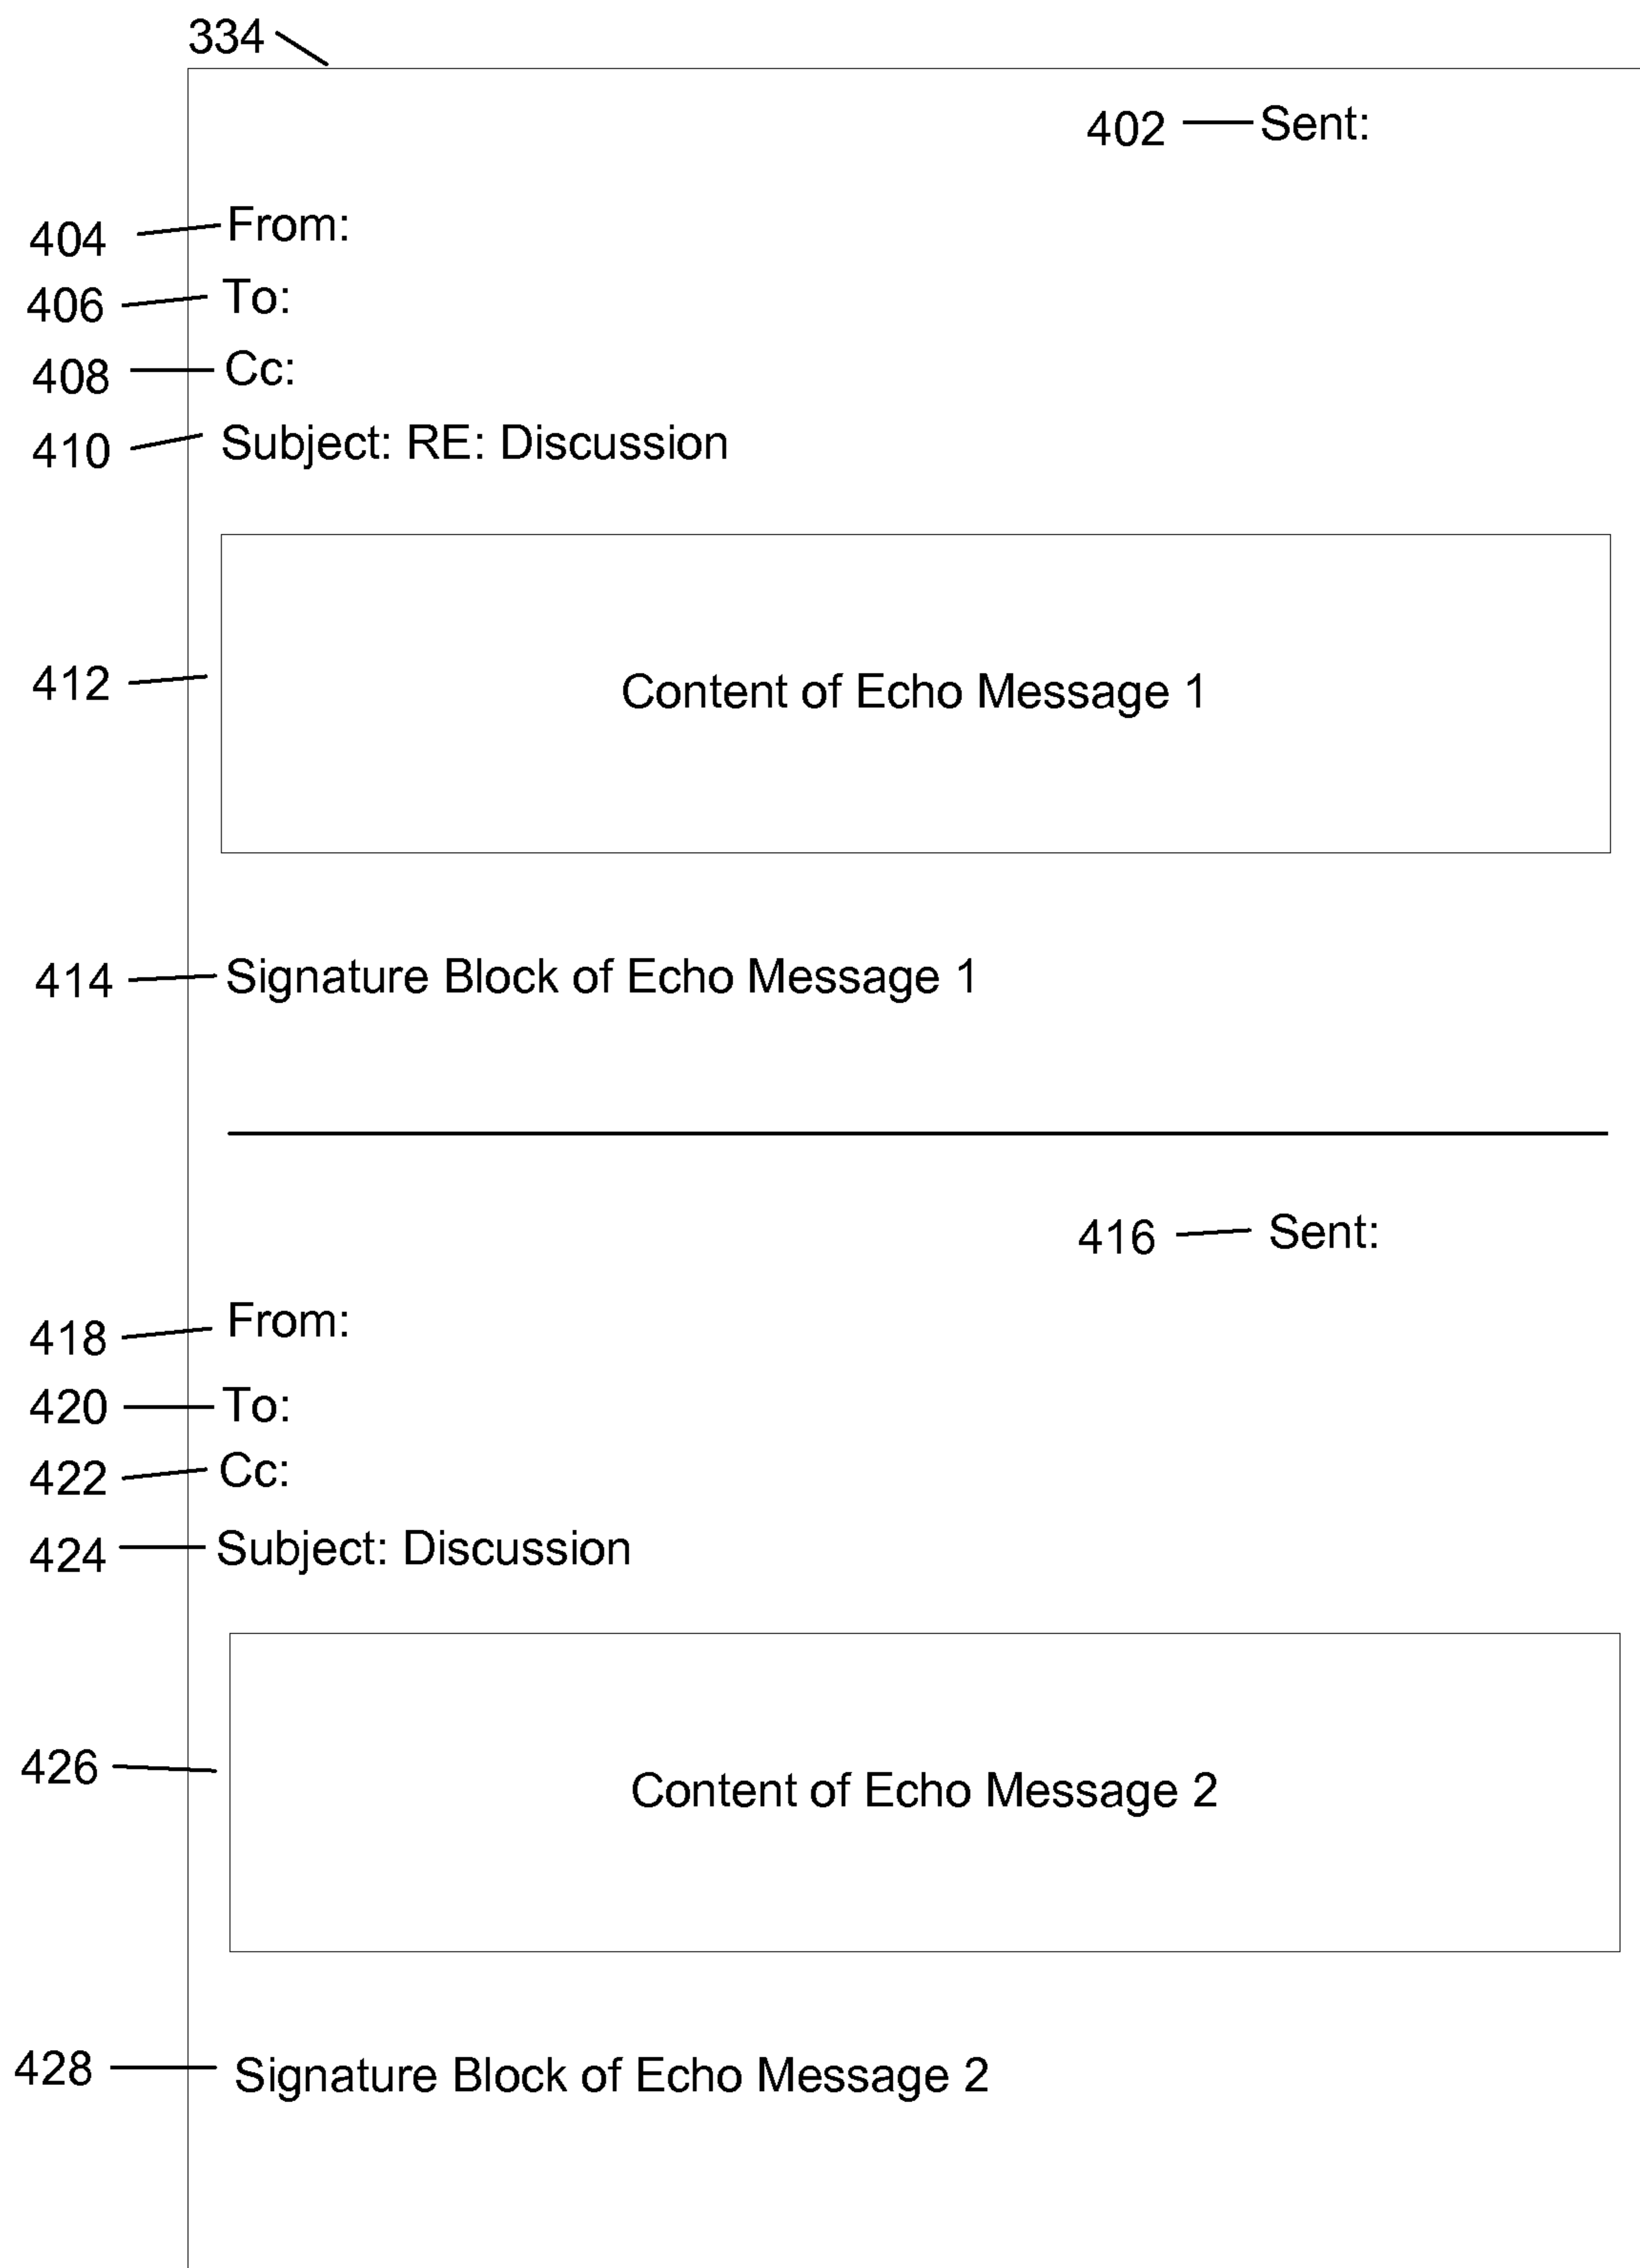 334
402 Sent:
404 From:
406 To:
408 Cc:
410 Subject: RE: Discussion
412 Content of Echo Message 1
414 Signature Block of Echo Message 1
416 Sent:
418 From:
420 To:
422 Cc:
424 Subject: Discussion
426 Content of Echo Message 2
428 Signature Block of Echo Message 2